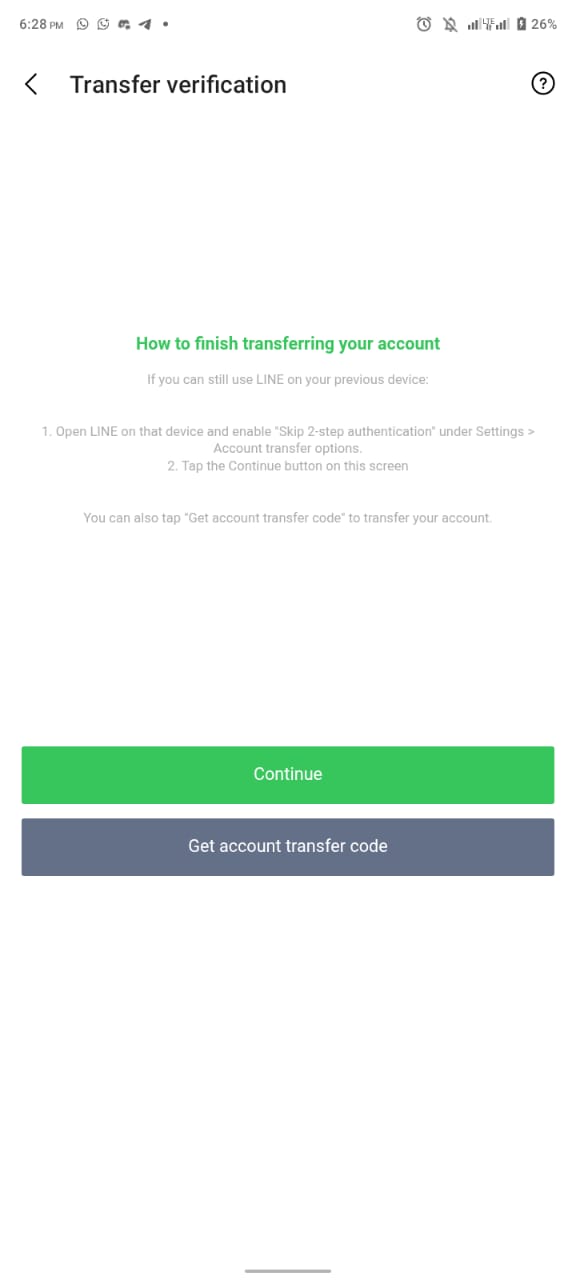 6:28 PM
LTE
26%
Transfer verification
How to finish transferring your account
If you can still use LINE on your previous device:
1. Open LINE on that device and enable "Skip 2-step authentication" under Settings >
Account transfer options.
2. Tap the Continue button on this screen
You can also tap "Get account transfer code" to transfer your account.
Continue
Get account transfer code